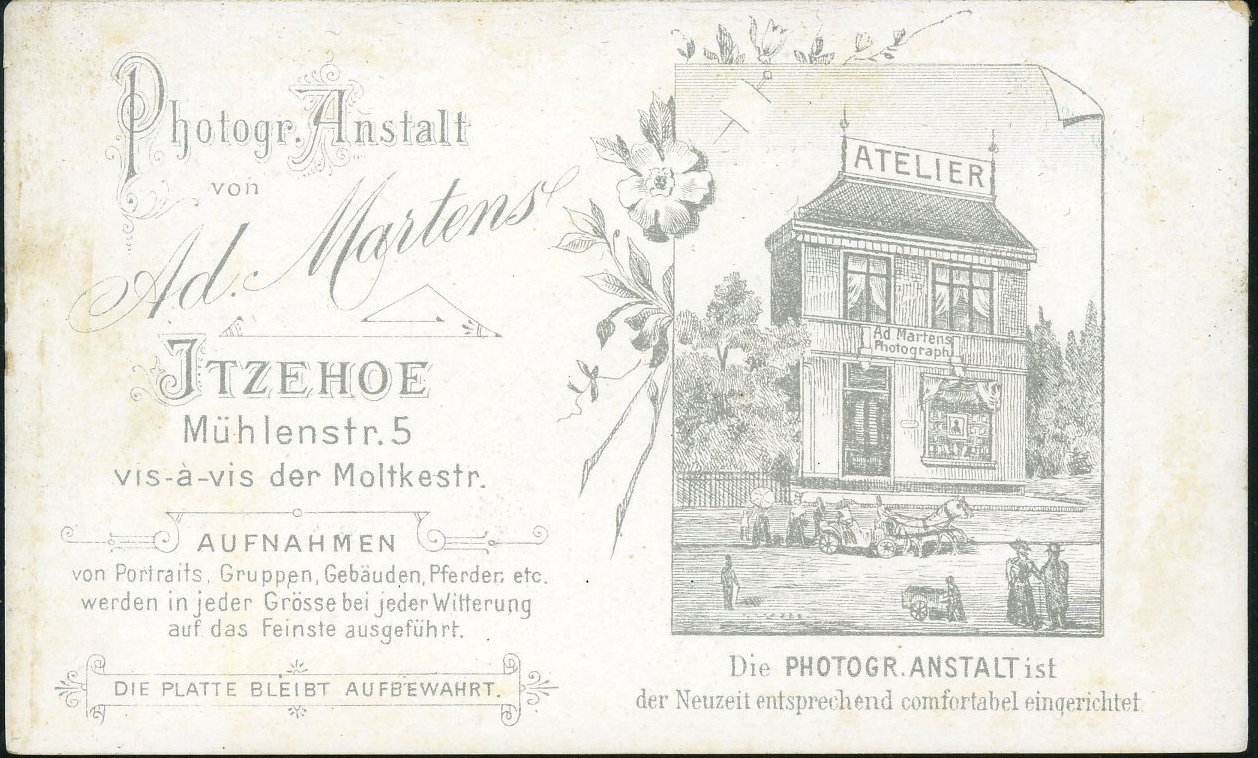 Photogr. Anstalt
von
Ad. Martens
ITZEHOE
Mühlenstr. 5
vis-à-vis der Moltkestr.
AUFNAHMEN
von Portraits, Gruppen, Gebäuden Pferden etc.
werden in jeder Grösse bei jeder Witterung
auf das Feinste ausgeführt.
DIE PLATTE BLEIBT AUFBEWAHRT.
ATELIER
Ad. Martens
Photograph
Die PHOTOGR. ANSTALT ist
der Neuzeit entsprechend comfortabel eingerichtet